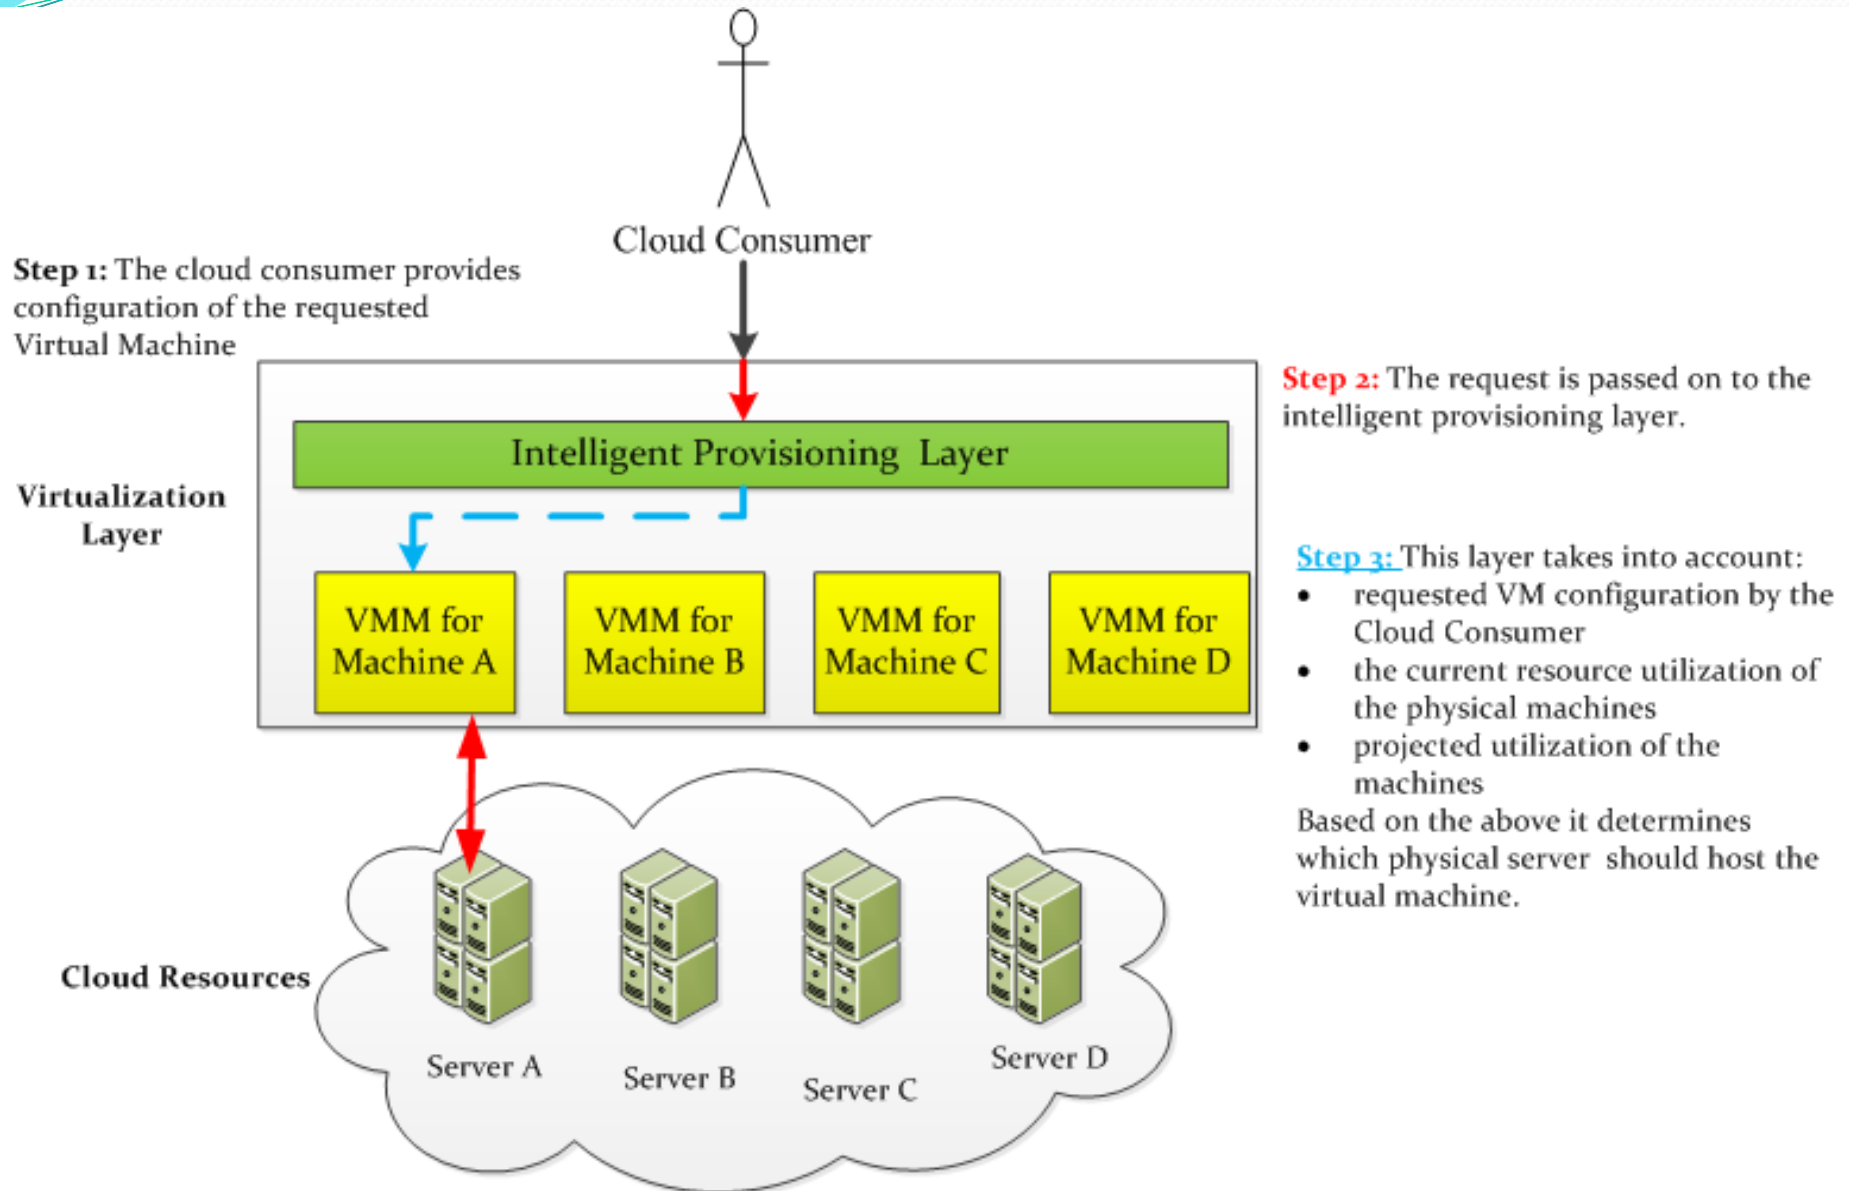 Cloud Consumer
Step 1: The cloud consumer provides
configuration of the requested
Virtual Machine
Step 2: The request is passed on to the
intelligent provisioning layer.
Intelligent Provisioning Layer
Virtualization
Layer
Step 3: This layer takes into account:
• requested VM configuration by the
Cloud Consumer
• the current resource utilization of
the physical machines
• projected utilization of the
machines
Based on the above it determines
which physical server should host the
virtual machine.
VMM for
Machine A
VMM for
Machine B
VMM for
Machine C
VMM for
Machine D
Cloud Resources
Server A
Server B
Server C
Server D